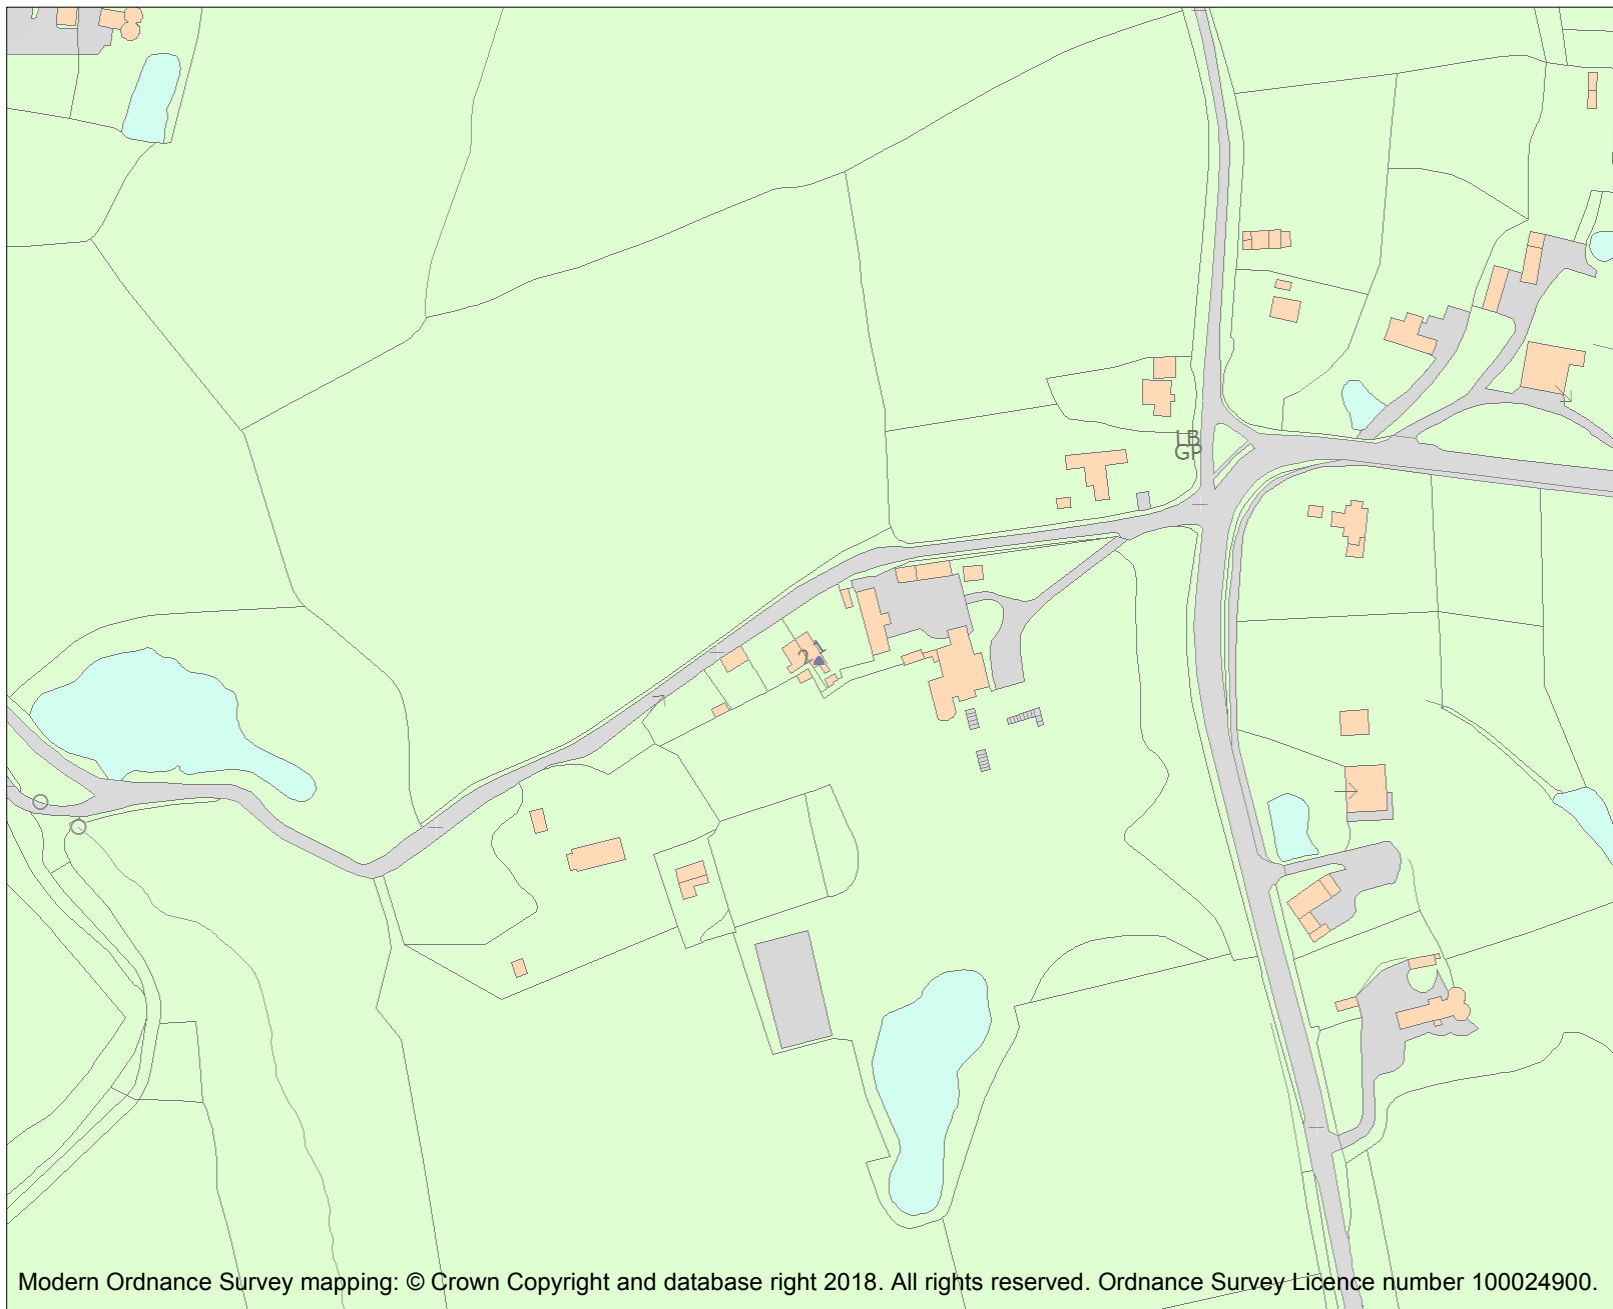 LB
GP
2 1
Modern Ordnance Survey mapping: © Crown Copyright and database right 2018. All rights reserved. Ordnance Survey Licence number 100024900.